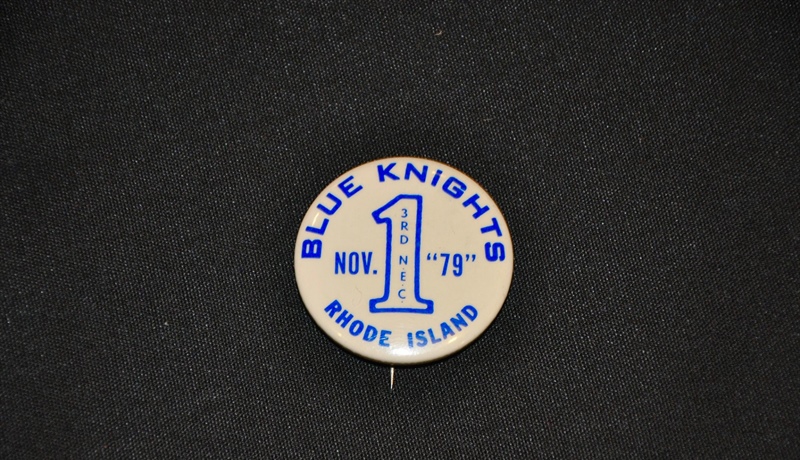 BLUE KNiGHTS
1
3RD N.E.C.
NOV. "79"
RHODE ISLAND